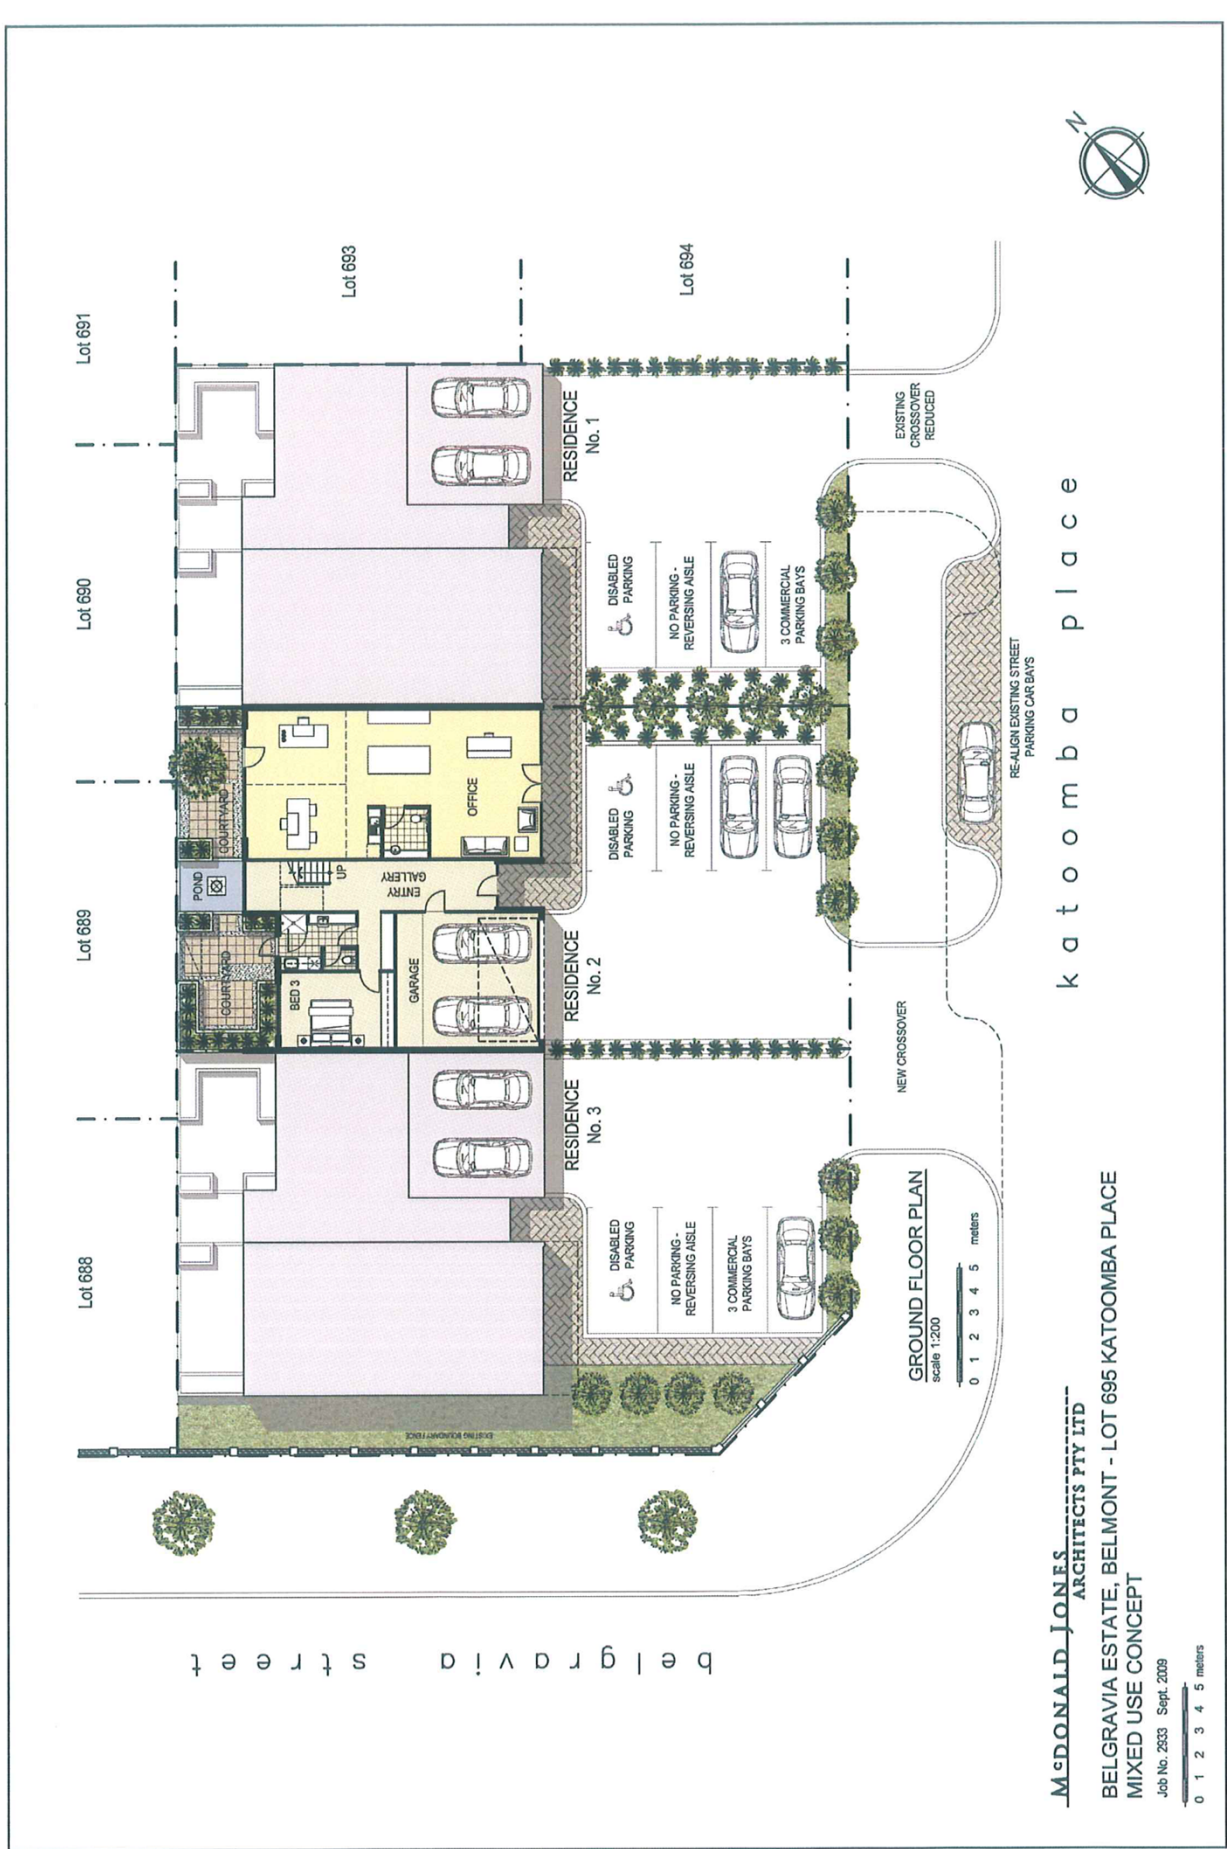 Lot 688
Lot 689
Lot 690
Lot 691
Lot 693
Lot 694
N
COURTYARD
POND
COURTYARD
BED 3
UP
ENTRY
GALLERY
GARAGE
OFFICE
EXISTING BOUNDARY FENCE
RESIDENCE
No. 3
RESIDENCE
No. 2
RESIDENCE
No. 1
DISABLED
PARKING
NO PARKING -
REVERSING AISLE
3 COMMERCIAL
PARKING BAYS
DISABLED
PARKING
NO PARKING -
REVERSING AISLE
DISABLED
PARKING
NO PARKING -
REVERSING AISLE
3 COMMERCIAL
PARKING BAYS
NEW CROSSOVER
EXISTING
CROSSOVER
REDUCED
RE-ALIGN EXISTING STREET
PARKING CAR BAYS
belgravia street
katoomba place
GROUND FLOOR PLAN
scale 1:200
0 1 2 3 4 5 meters
McDONALD JONES
ARCHITECTS PTY LTD
BELGRAVIA ESTATE, BELMONT - LOT 695 KATOOMBA PLACE
MIXED USE CONCEPT
Job No. 2933 Sept. 2009
0 1 2 3 4 5 meters